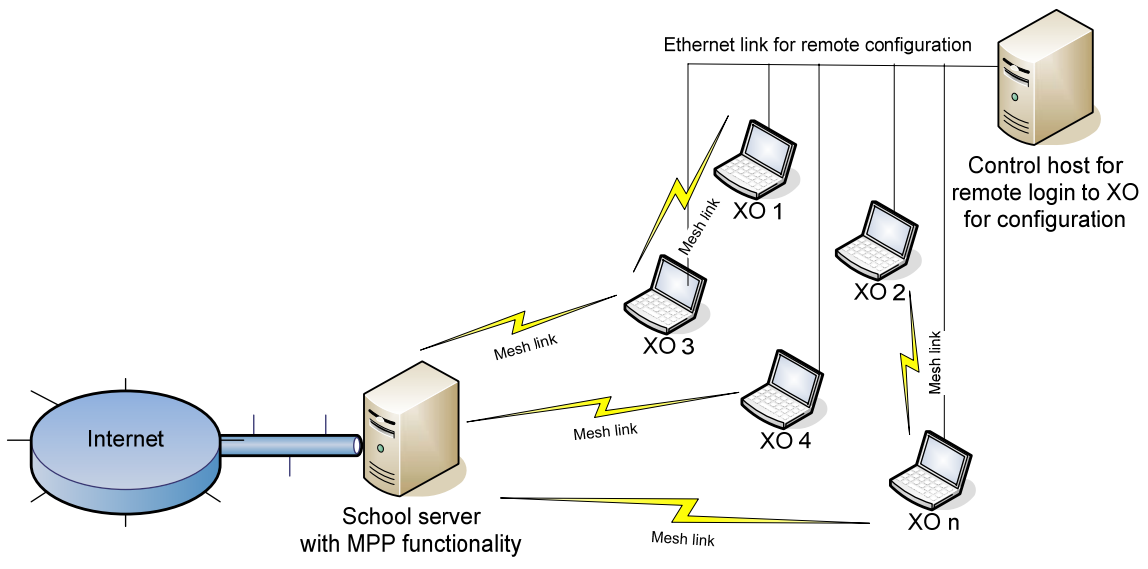 Ethernet link for remote configuration
Control host for
remote login to XO
for configuration
XO 1
Mesh link
XO 2
XO 3
Mesh link
Mesh link
XO 4
Mesh link
Internet
XO n
School server
with MPP functionality
Mesh link